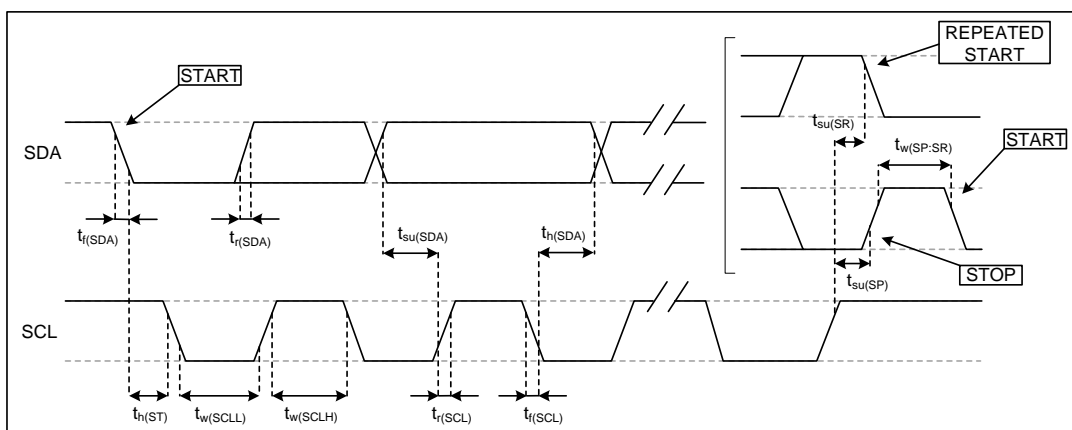 REPEATED
START
START
t_su(SR)
t_w(SP:SR)
START
SDA
t_f(SDA)
t_r(SDA)
t_su(SDA)
t_h(SDA)
STOP
t_su(SP)
SCL
t_h(ST)
t_w(SCLL)
t_w(SCLH)
t_r(SCL)
t_f(SCL)